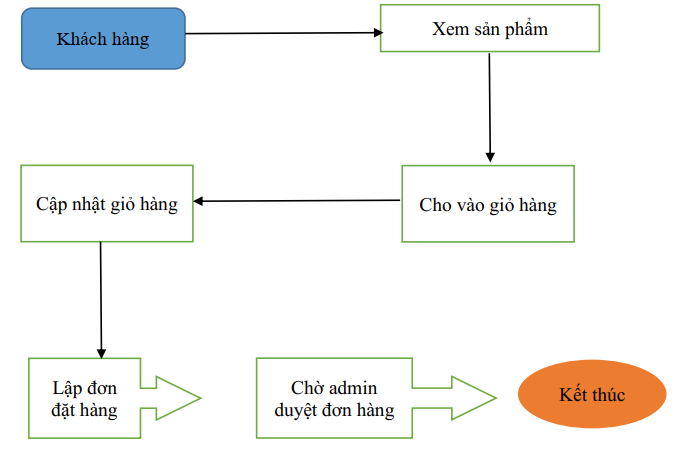 Khách hàng
Xem sản phẩm
Cho vào giỏ hàng
Cập nhật giỏ hàng
Lập đơn
đặt hàng
Chờ admin
duyệt đơn hàng
Kết thúc